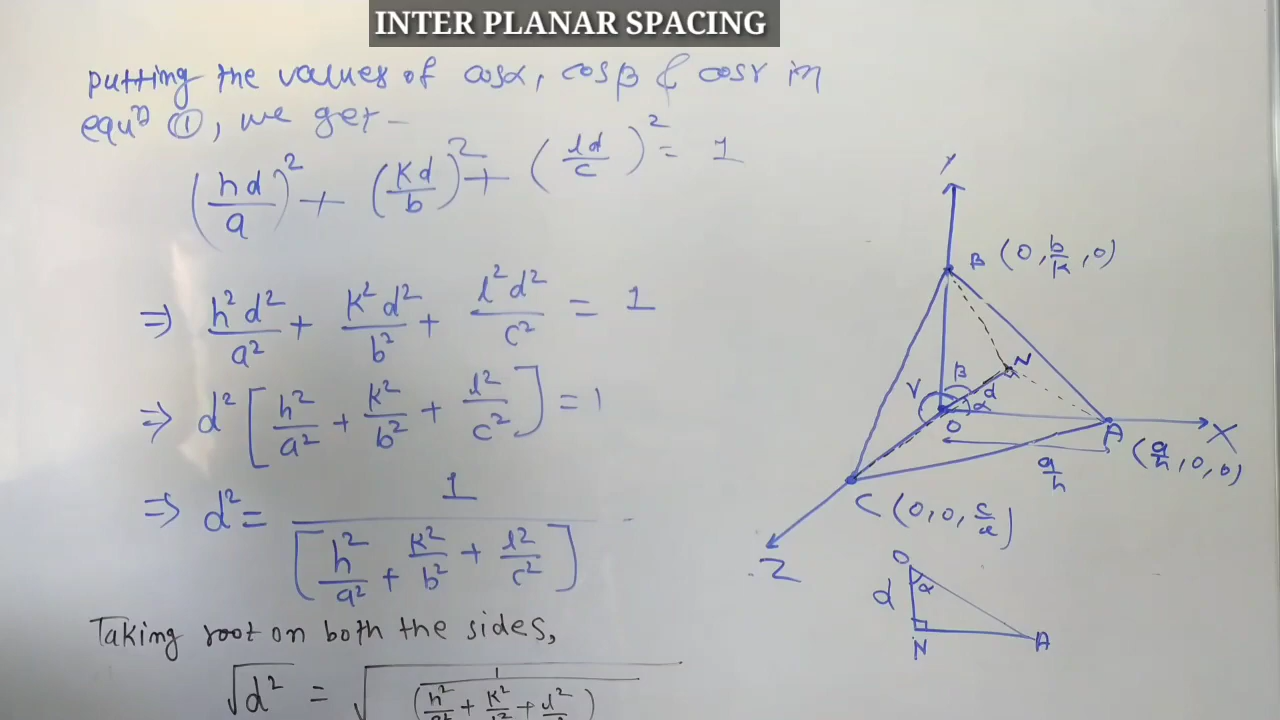 INTER PLANAR SPACING
putting the values of cosα, cosβ & cosγ in
equⁿ ①, we get –
(hd/a)² + (kd/b)² + (ld/c)² = 1
⇒ h²d²/a² + k²d²/b² + l²d²/c² = 1
⇒ d² [h²/a² + k²/b² + l²/c²] = 1
⇒ d² = 1/[h²/a² + k²/b² + l²/c²]
Taking root on both the sides,
√d² = √
Y
B (0, b/k, 0)
N
γ β d α
O
A
X
(a/h, 0, 0)
a/h
C (0, 0, c/l)
Z
O
α
d
N A